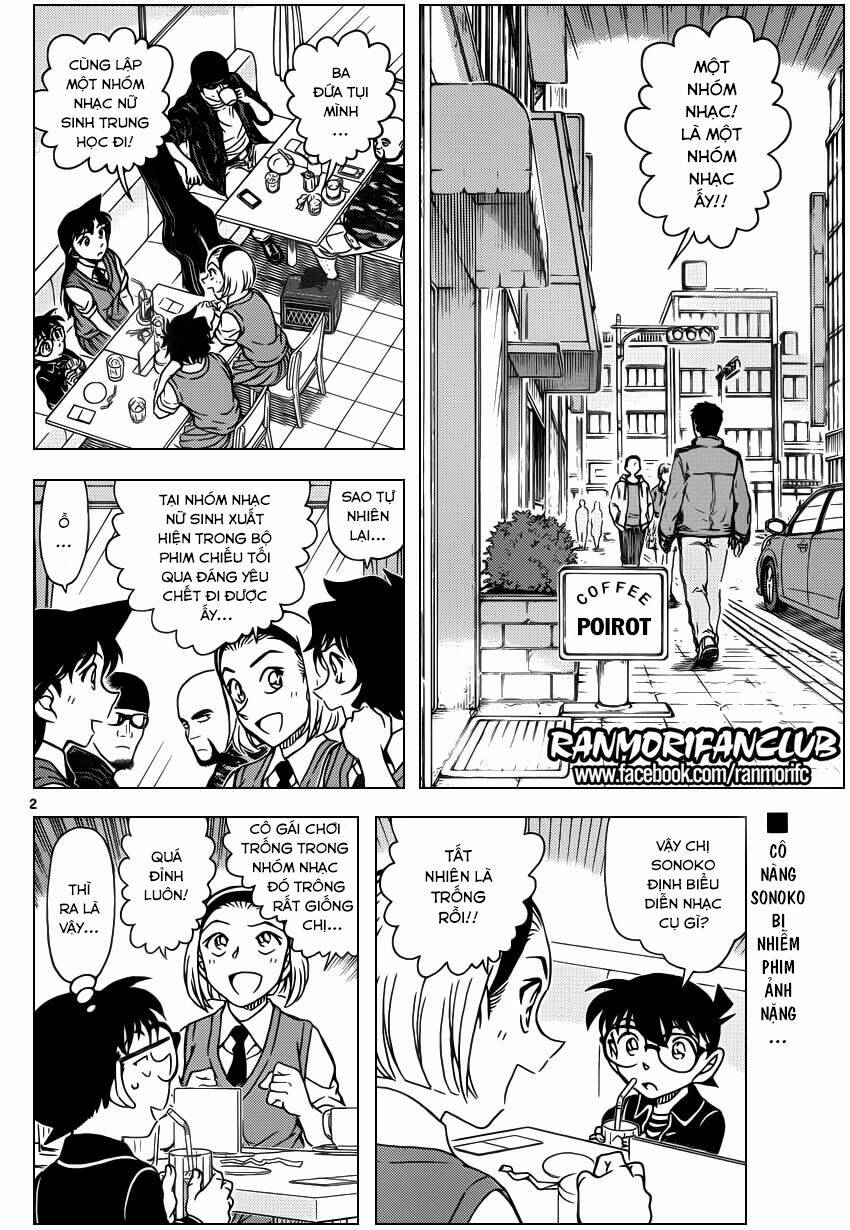 MỘT
NHÓM
NHẠC!
LÀ MỘT
NHÓM
NHẠC
ẤY!!
COFFEE
POIROT
RANMORIFANCLUB
www.facebook.com/ranmorifc
BA
ĐỨA TỤI
MÌNH
...
CÙNG LẬP
MỘT NHÓM
NHẠC NỮ
SINH TRUNG
HỌC ĐI!
SAO TỰ
NHIÊN
LẠI...
TẠI NHÓM NHẠC
NỮ SINH XUẤT
HIỆN TRONG BỘ
PHIM CHIẾU TỐI
QUA ĐÁNG YÊU
CHẾT ĐI ĐƯỢC
ẤY...
Ồ
...
2
CÔ
NÀNG
SONOKO
BỊ
NHIỄM
PHIM
ẢNH
NẶNG
...
VẬY CHỊ
SONOKO
ĐỊNH BIỂU
DIỄN NHẠC
CỤ GÌ?
TẤT
NHIÊN LÀ
TRỐNG
RỒI!!
CÔ GÁI CHƠI
TRỐNG TRONG
NHÓM NHẠC
ĐÓ TRÔNG
RẤT GIỐNG
CHỊ...
QUÁ
ĐỈNH
LUÔN!
THÌ
RA LÀ
VẬY...